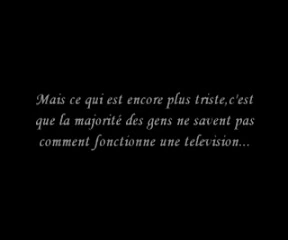 Mais ce qui est encore plus triste,c'est
que la majorité des gens ne savent pas
comment fonctionne une television...